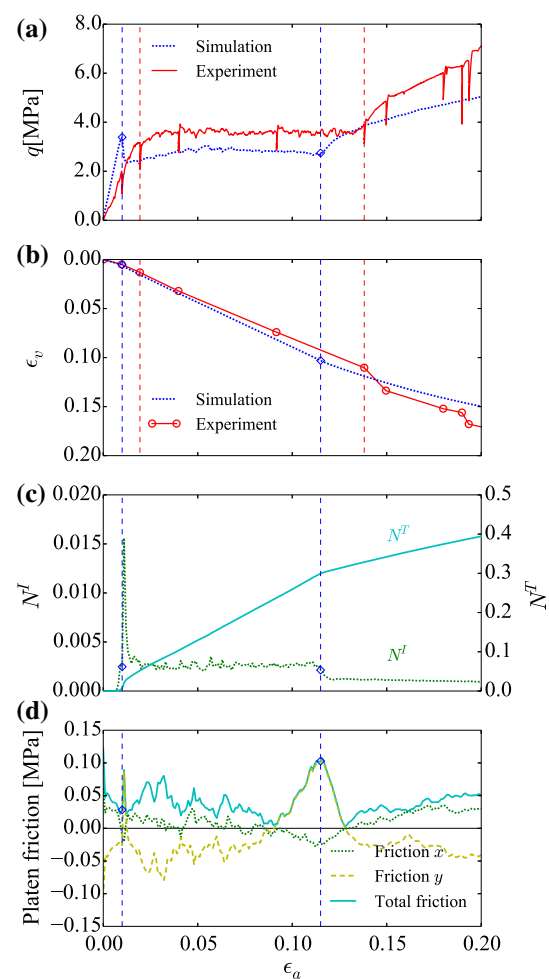 (a)
8.0
6.0
4.0
2.0
0.0
q[MPa]
Simulation
Experiment
(b)
0.00
0.05
0.10
0.15
0.20
ϵ_v
Simulation
Experiment
(c)
0.020
0.015
0.010
0.005
0.000
N^I
0.5
0.4
0.3
0.2
0.1
0.0
N^T
N^T
N^I
(d)
0.15
0.10
0.05
0.00
−0.05
−0.10
−0.15
Platen friction [MPa]
Friction x
Friction y
Total friction
0.00 0.05 0.10 0.15 0.20
ϵ_a